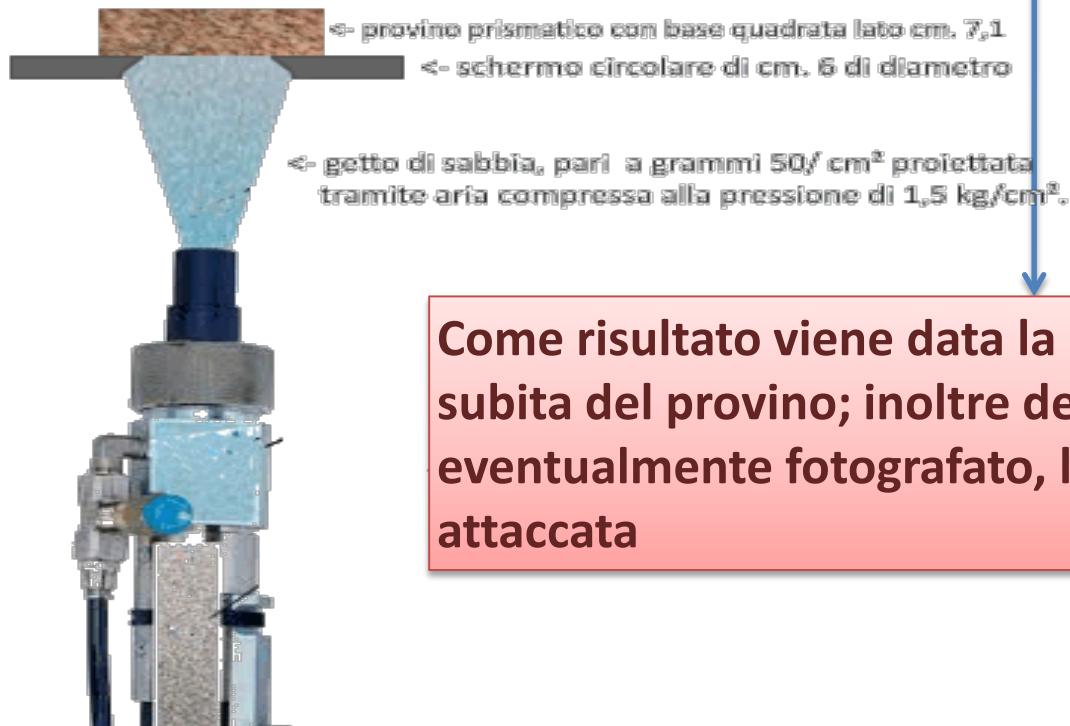 <- provino prismatico con base quadrata lato cm. 7,1
<- schermo circolare di cm. 6 di diametro
<- getto di sabbia, pari a grammi 50/ cm² proiettata
tramite aria compressa alla pressione di 1,5 kg/cm².
Come risultato viene data la
subita del provino; inoltre de
eventualmente fotografato, l
attaccata